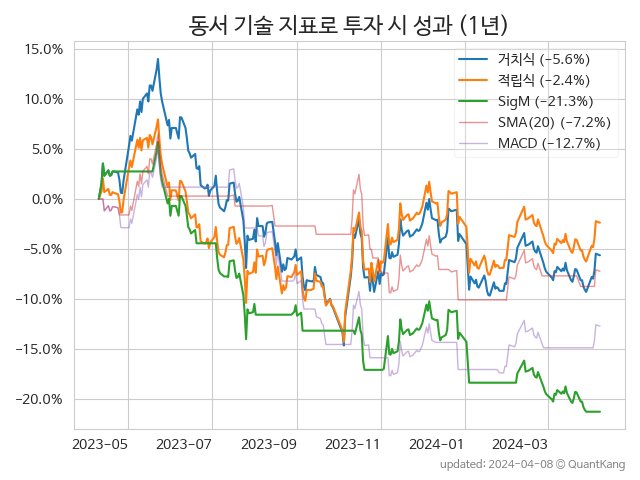 동서 기술 지표로 투자 시 성과 (1년)
15.0%
10.0%
5.0%
0.0%
−5.0%
−10.0%
−15.0%
−20.0%
거치식 (−5.6%)
적립식 (−2.4%)
SigM (−21.3%)
SMA(20) (−7.2%)
MACD (−12.7%)
2023-05 2023-07 2023-09 2023-11 2024-01 2024-03
updated: 2024-04-08 © QuantKang